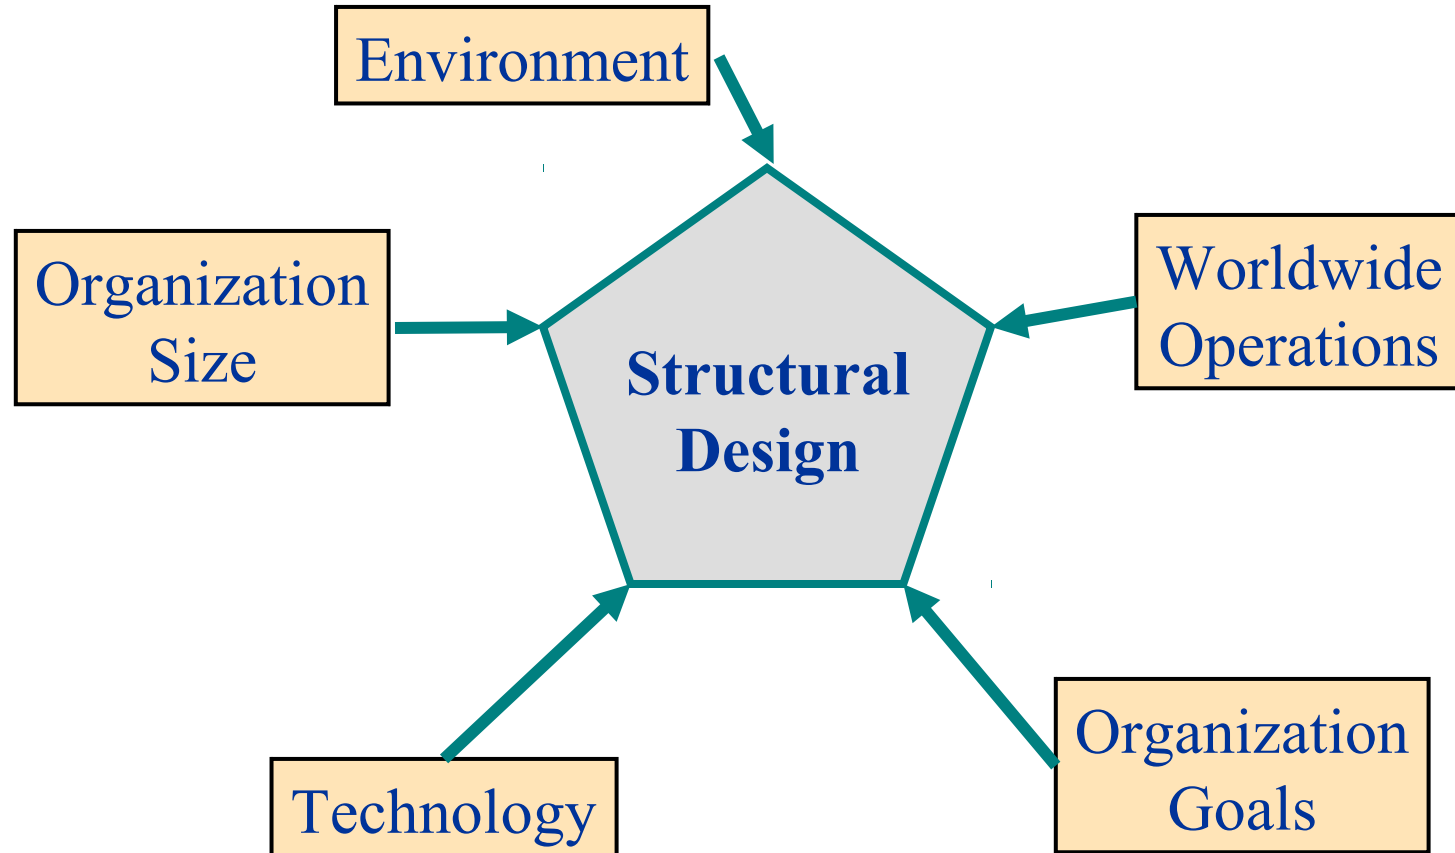 Environment
Organization
Size
Worldwide
Operations
Structural
Design
Technology
Organization
Goals